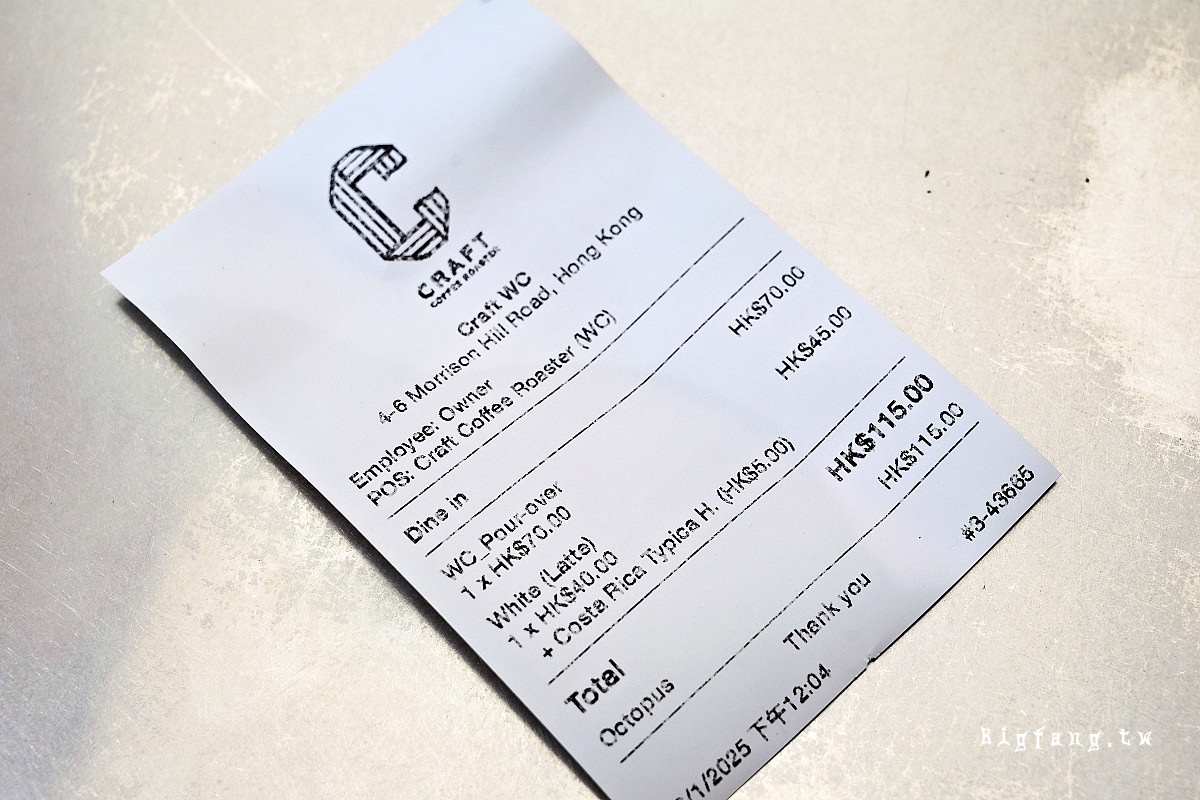 CRAFT
COFFEE ROASTER
Craft WC
4-6 Morrison Hill Road, Hong Kong
Employee: Owner
POS: Craft Coffee Roaster (WC)
Dine in
WC_Pour-over HK$70.00
1 x HK$70.00
White (Latte) HK$45.00
1 x HK$40.00
+ Costa Rica Typica H. (HK$5.00)
Total HK$115.00
Octopus HK$115.00
Thank you
/1/2025 下午12:04 #3-43665
Bigfang.tw